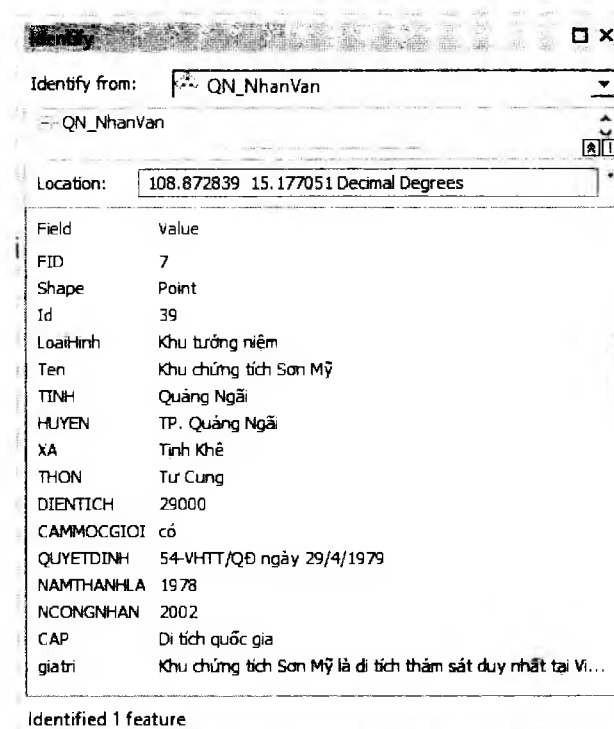 Identify
Identify from: QN_NhanVan
QN_NhanVan
Location: 108.872839 15.177051 Decimal Degrees
Field Value
FID 7
Shape Point
Id 39
LoaiHinh Khu tưởng niệm
Ten Khu chứng tích Sơn Mỹ
TINH Quảng Ngãi
HUYEN TP. Quảng Ngãi
XA Tịnh Khê
THON Tư Cung
DIENTICH 29000
CAMMOCGIOI có
QUYETDINH 54-VHTT/QĐ ngày 29/4/1979
NAMTHANHLA 1978
NCONGNHAN 2002
CAP Di tích quốc gia
giatri Khu chứng tích Sơn Mỹ là di tích thảm sát duy nhất tại Vi...
Identified 1 feature